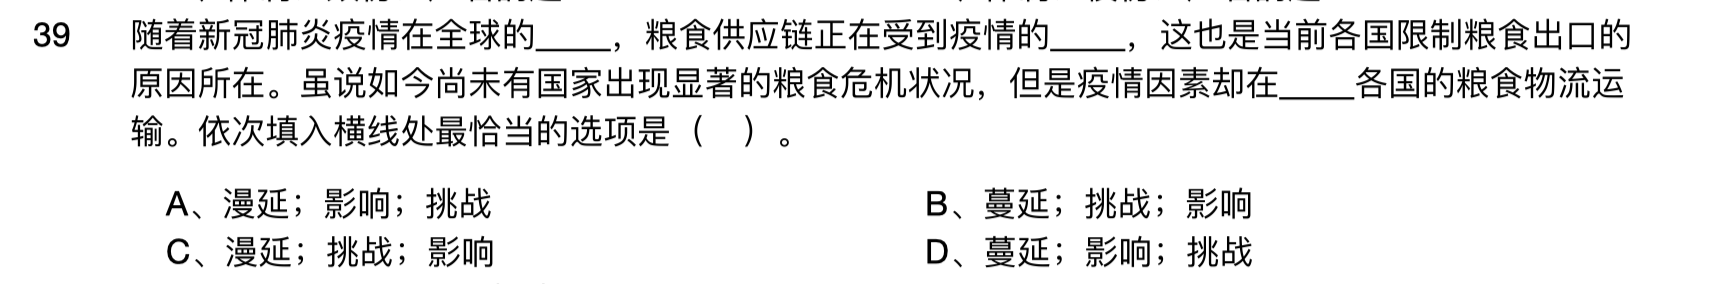 39 随着新冠肺炎疫情在全球的____，粮食供应链正在受到疫情的____，这也是当前各国限制粮食出口的
原因所在。虽说如今尚未有国家出现显著的粮食危机状况，但是疫情因素却在____各国的粮食物流运
输。依次填入横线处最恰当的选项是（ ）。
A、漫延；影响；挑战 B、蔓延；挑战；影响
C、漫延；挑战；影响 D、蔓延；影响；挑战